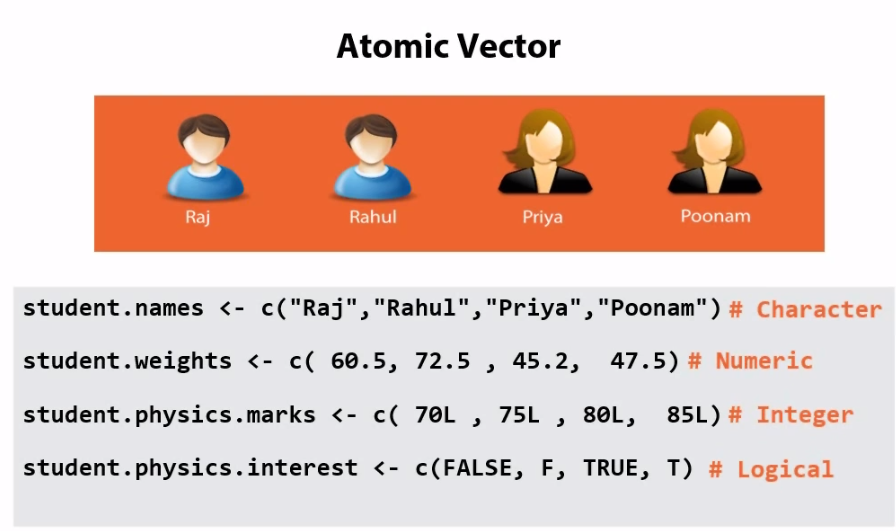 Atomic Vector
Raj Rahul Priya Poonam
student.names <- c("Raj","Rahul","Priya","Poonam") # Character
student.weights <- c( 60.5, 72.5 , 45.2,  47.5) # Numeric
student.physics.marks <- c( 70L , 75L , 80L,  85L) # Integer
student.physics.interest <- c(FALSE, F, TRUE, T) # Logical